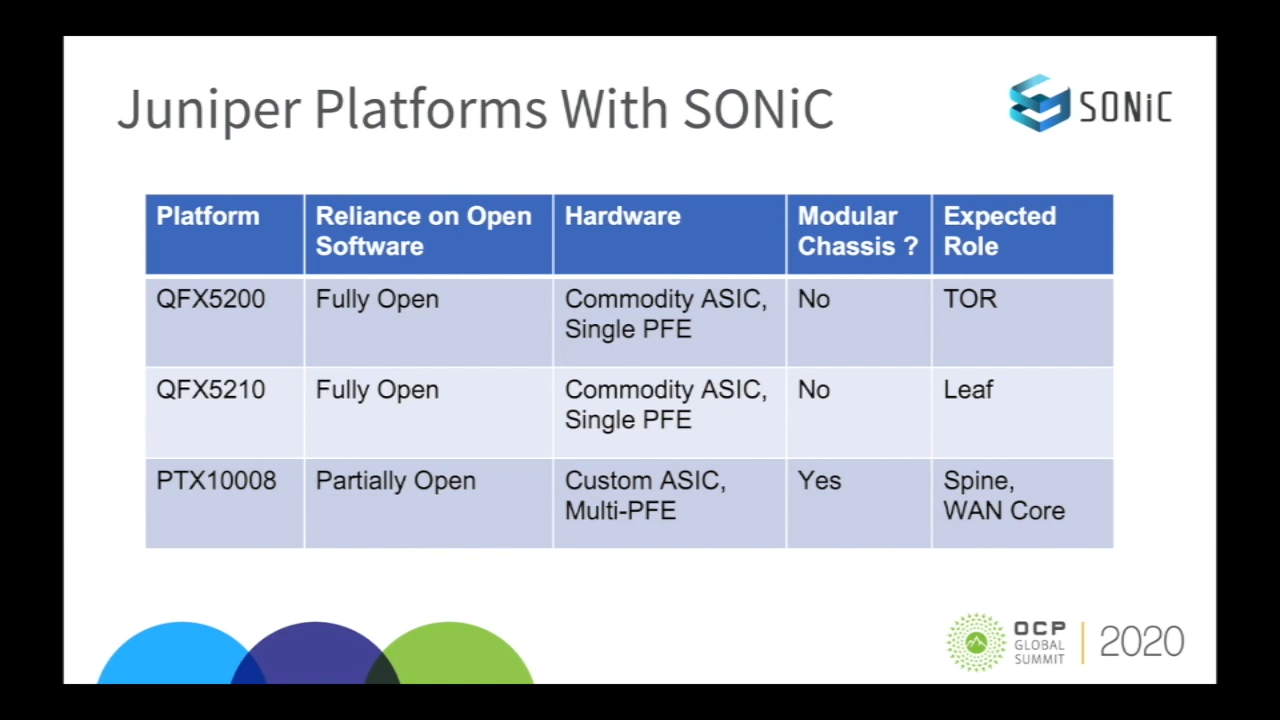 Juniper Platforms With SONiC
SONiC
Platform
Reliance on Open
Software
Hardware
Modular
Chassis ?
Expected
Role
QFX5200
Fully Open
Commodity ASIC,
Single PFE
No
TOR
QFX5210
Fully Open
Commodity ASIC,
Single PFE
No
Leaf
PTX10008
Partially Open
Custom ASIC,
Multi-PFE
Yes
Spine,
WAN Core
OCP
GLOBAL
SUMMIT
2020